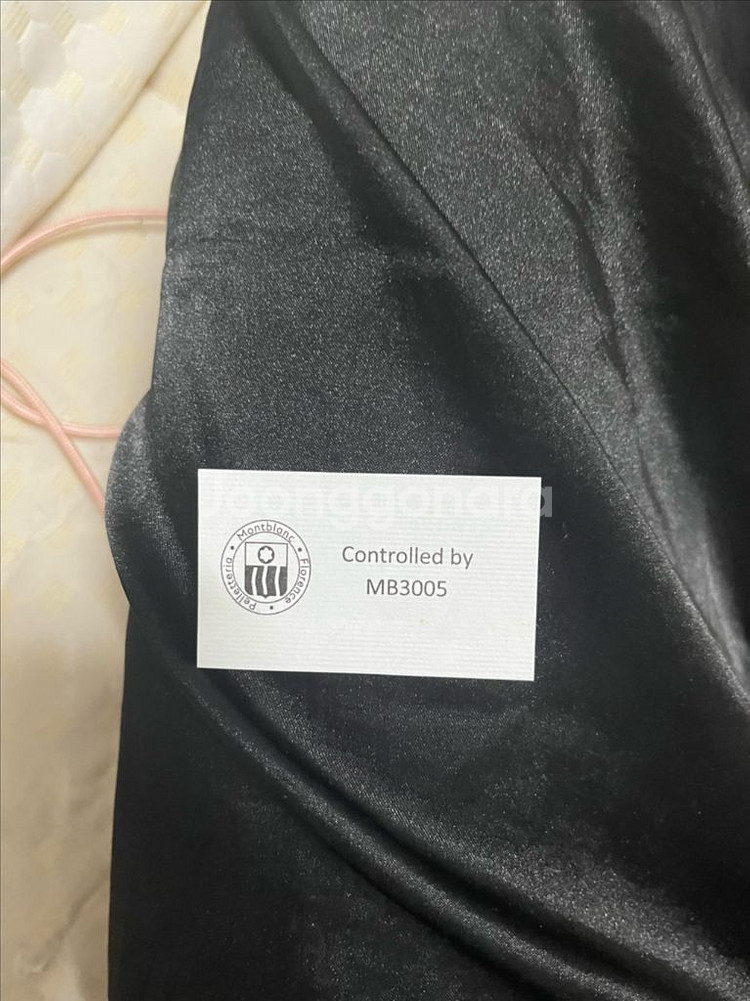 Joonggonara
Montblanc • Florence • Pelletteria •
Controlled by
MB3005